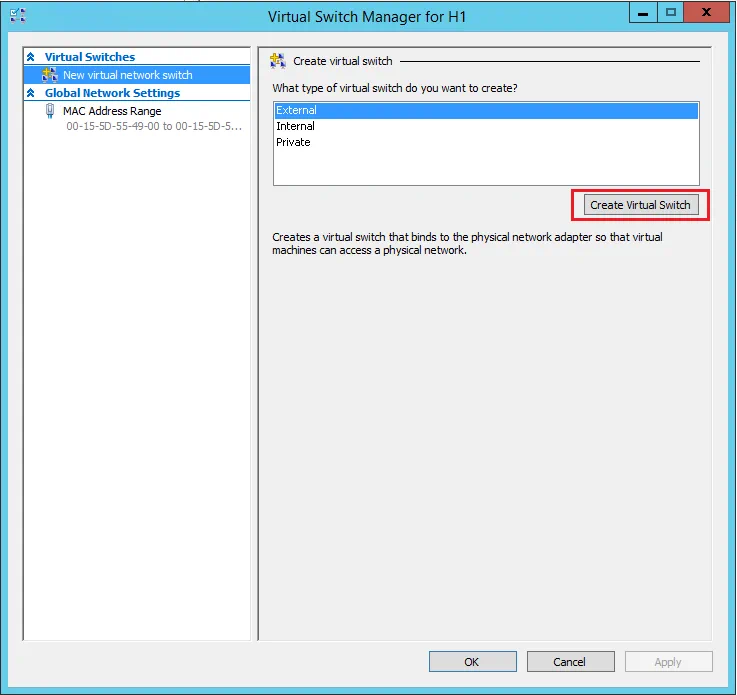 Virtual Switch Manager for H1
Virtual Switches
New virtual network switch
Global Network Settings
MAC Address Range
00-15-5D-55-49-00 to 00-15-5D-5...
Create virtual switch
What type of virtual switch do you want to create?
External
Internal
Private
Create Virtual Switch
Creates a virtual switch that binds to the physical network adapter so that virtual
machines can access a physical network.
OK
Cancel
Apply